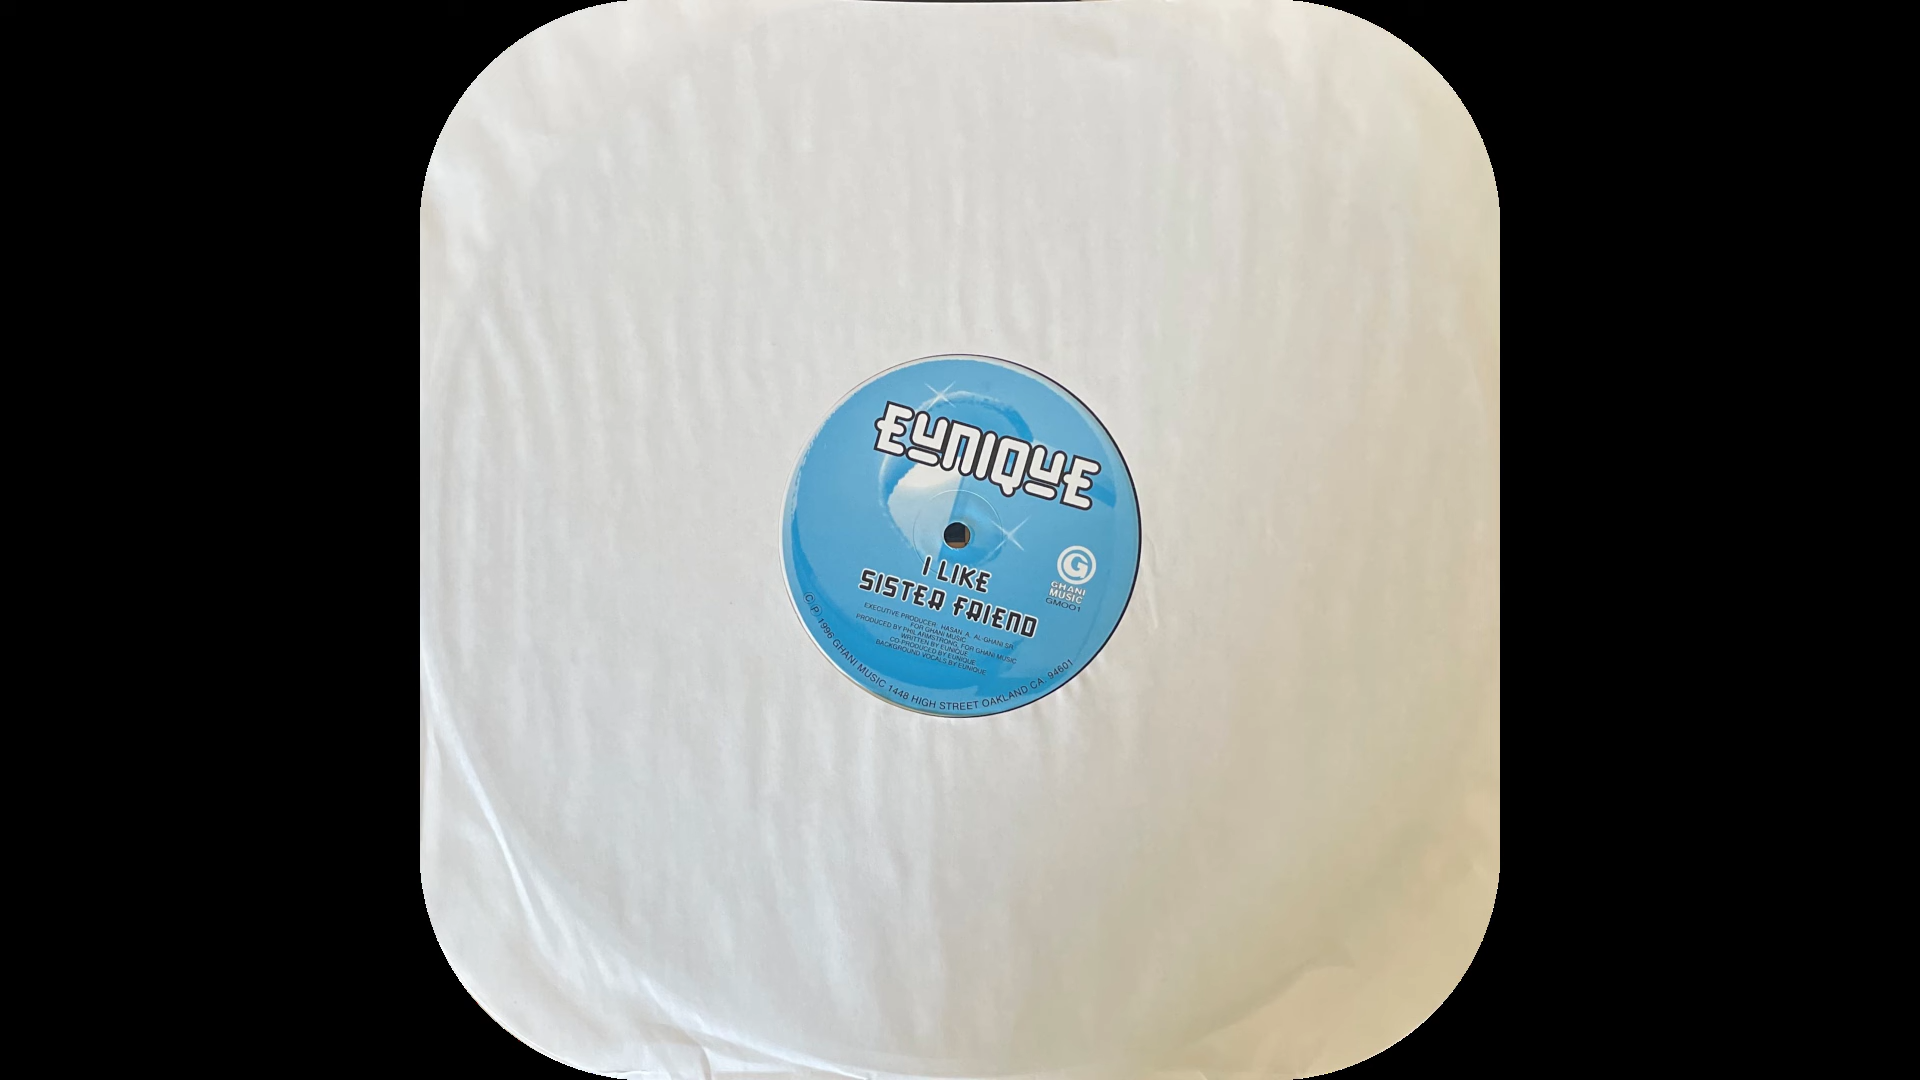 EUNIQUE
I LIKE
SISTER FRIEND
G
GHANI
MUSIC
GM001
EXECUTIVE PRODUCER: HASAN. A. AL-GHANI SR.
FOR GHANI MUSIC
PRODUCED BY PHIL ARMSTRONG, FOR GHANI MUSIC
WRITTEN BY EUNIQUE
CO-PRODUCED BY EUNIQUE
BACKGROUND VOCALS BY EUNIQUE
(C) (P) 1996 GHANI MUSIC 1448 HIGH STREET OAKLAND CA. 94601